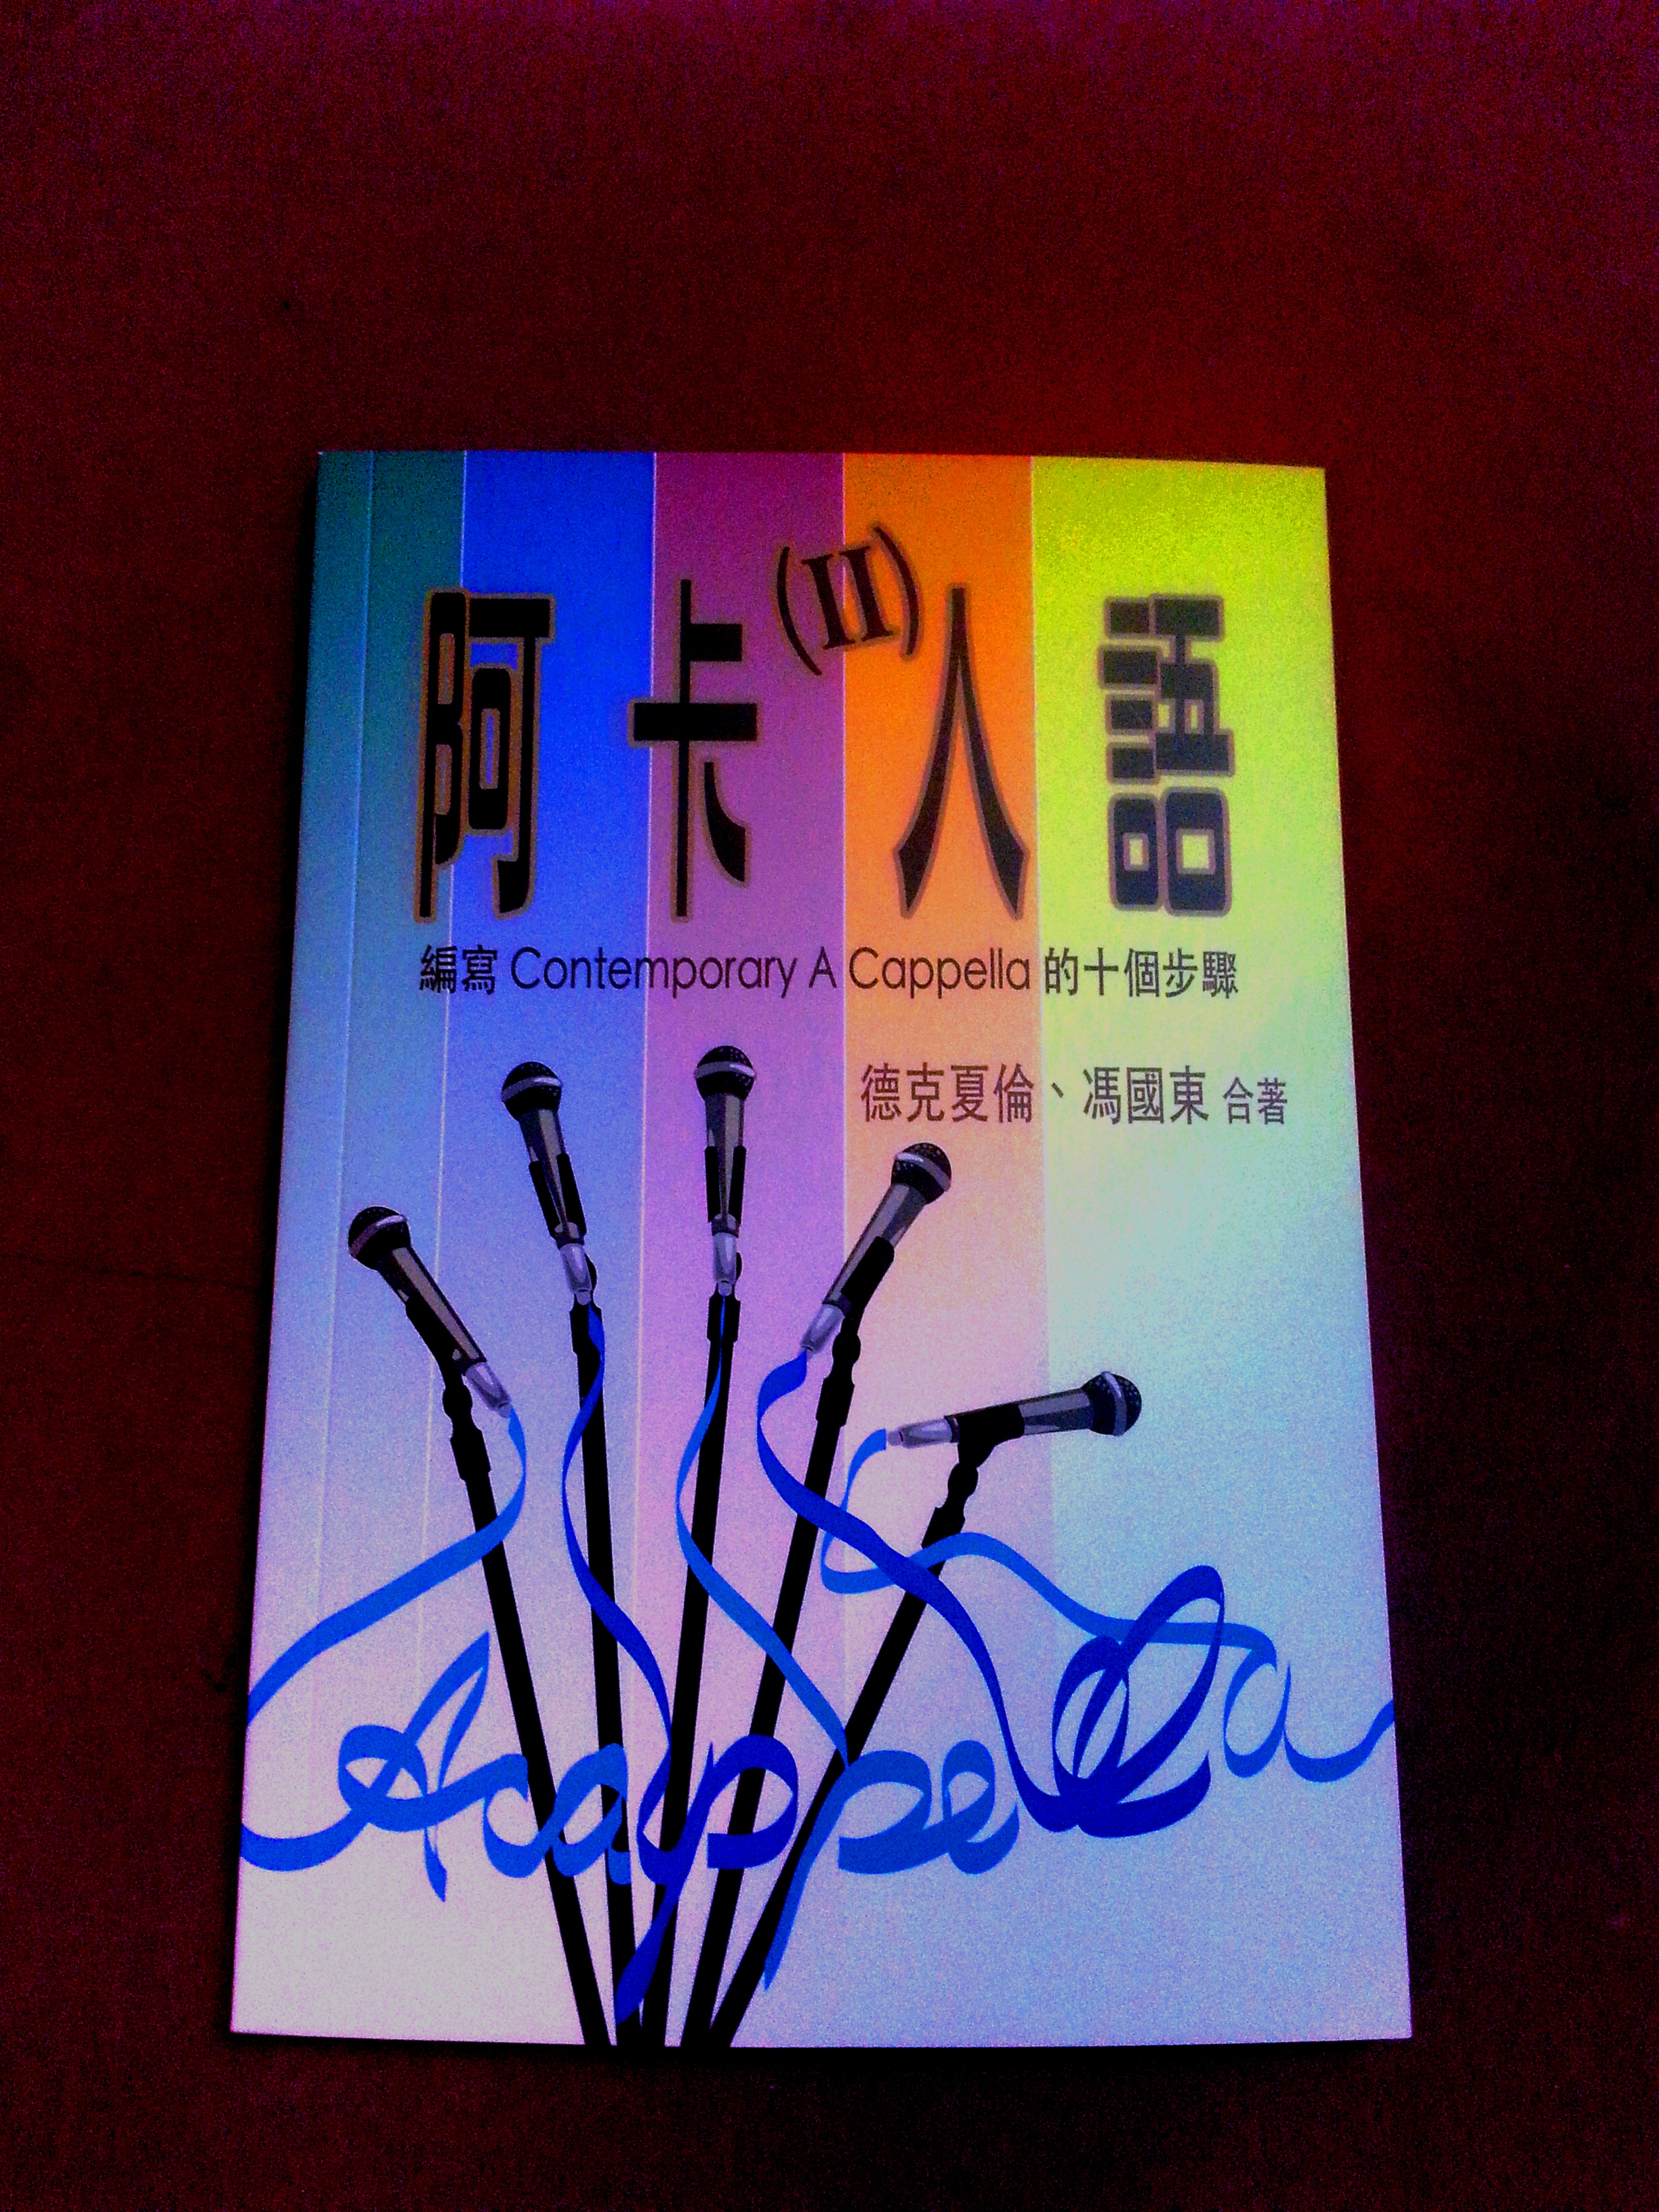 阿卡(II)人語
編寫 Contemporary A Cappella 的十個步驟
德克夏倫、馮國東 合著
Acappella